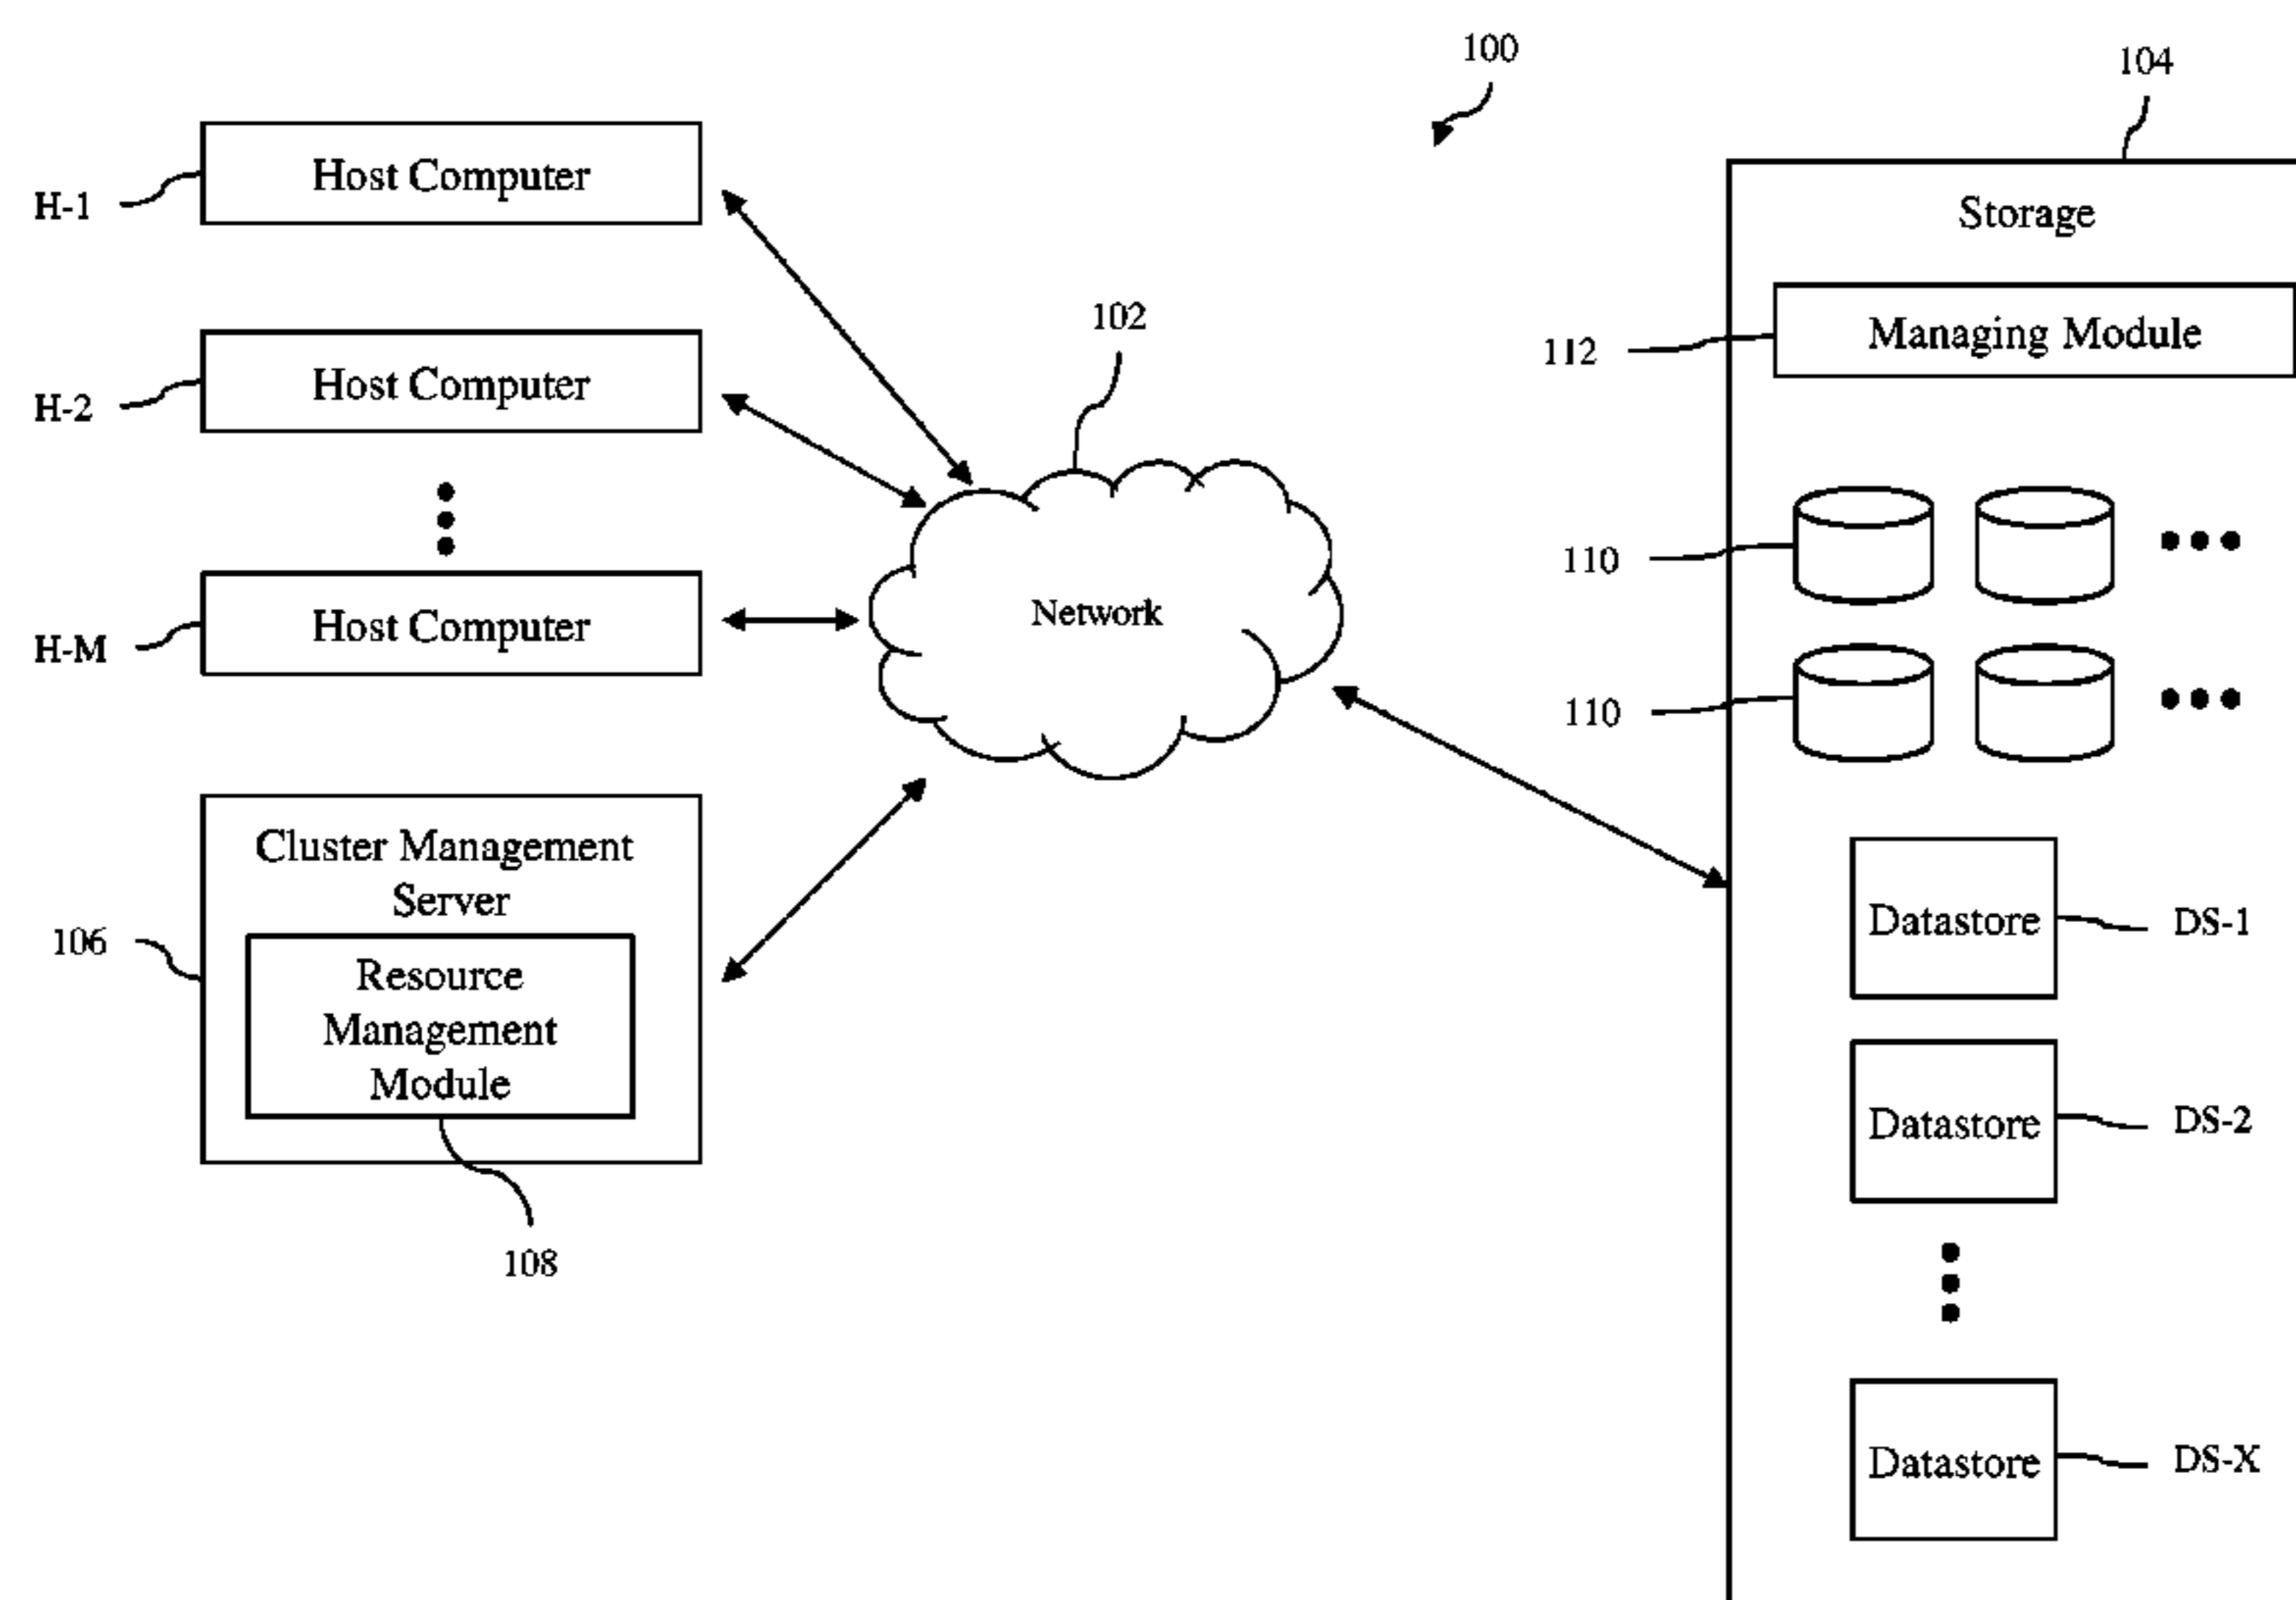 100
104
Host Computer
H-1
Storage
Managing Module
112
102
Host Computer
H-2
110
Network
Host Computer
H-M
110
Cluster Management
Server
106
Resource
Management
Module
108
Datastore
DS-1
Datastore
DS-2
Datastore
DS-X